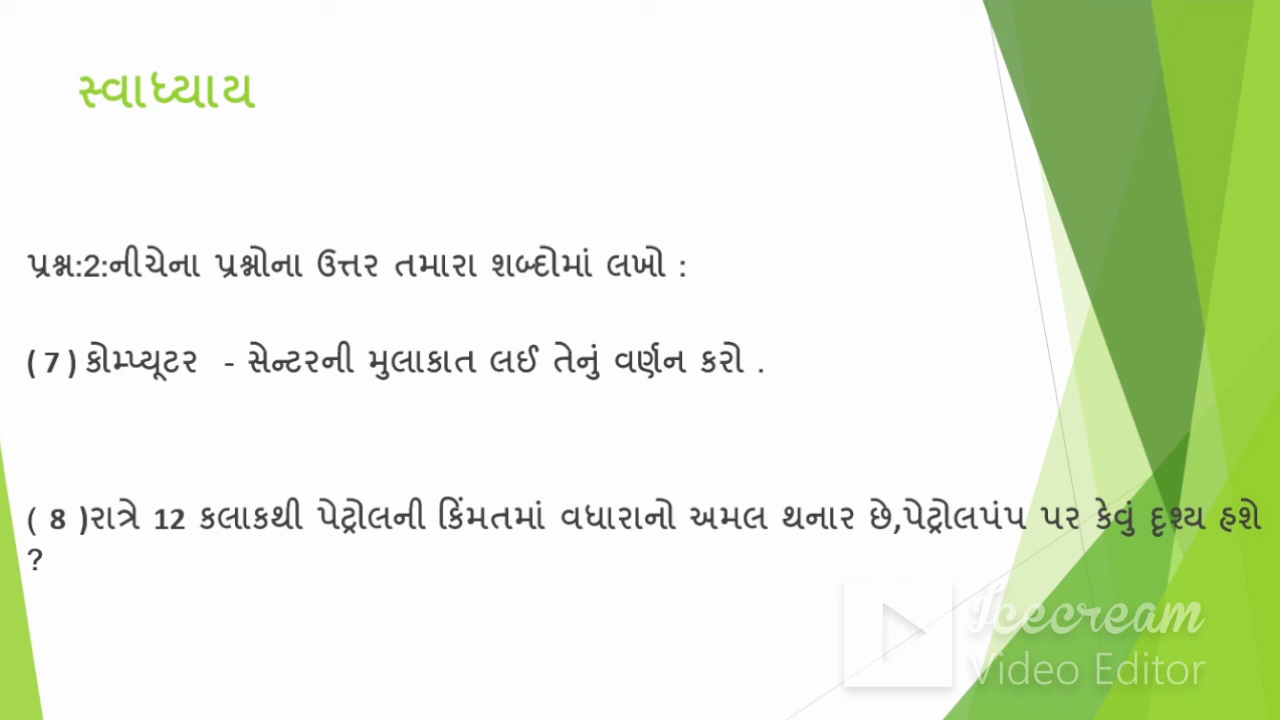 સ્વાધ્યાય
પ્રશ્ન:2:નીચેના પ્રશ્નોના ઉત્તર તમારા શબ્દોમાં લખો :
( 7 ) કોમ્પ્યૂટર - સેન્ટરની મુલાકાત લઈ તેનું વર્ણન કરો .
( 8 )રાત્રે 12 કલાકથી પેટ્રોલની કિંમતમાં વધારાનો અમલ થનાર છે,પેટ્રોલપંપ પર કેવું દૃશ્ય હશે
?
Icecream
Video Editor